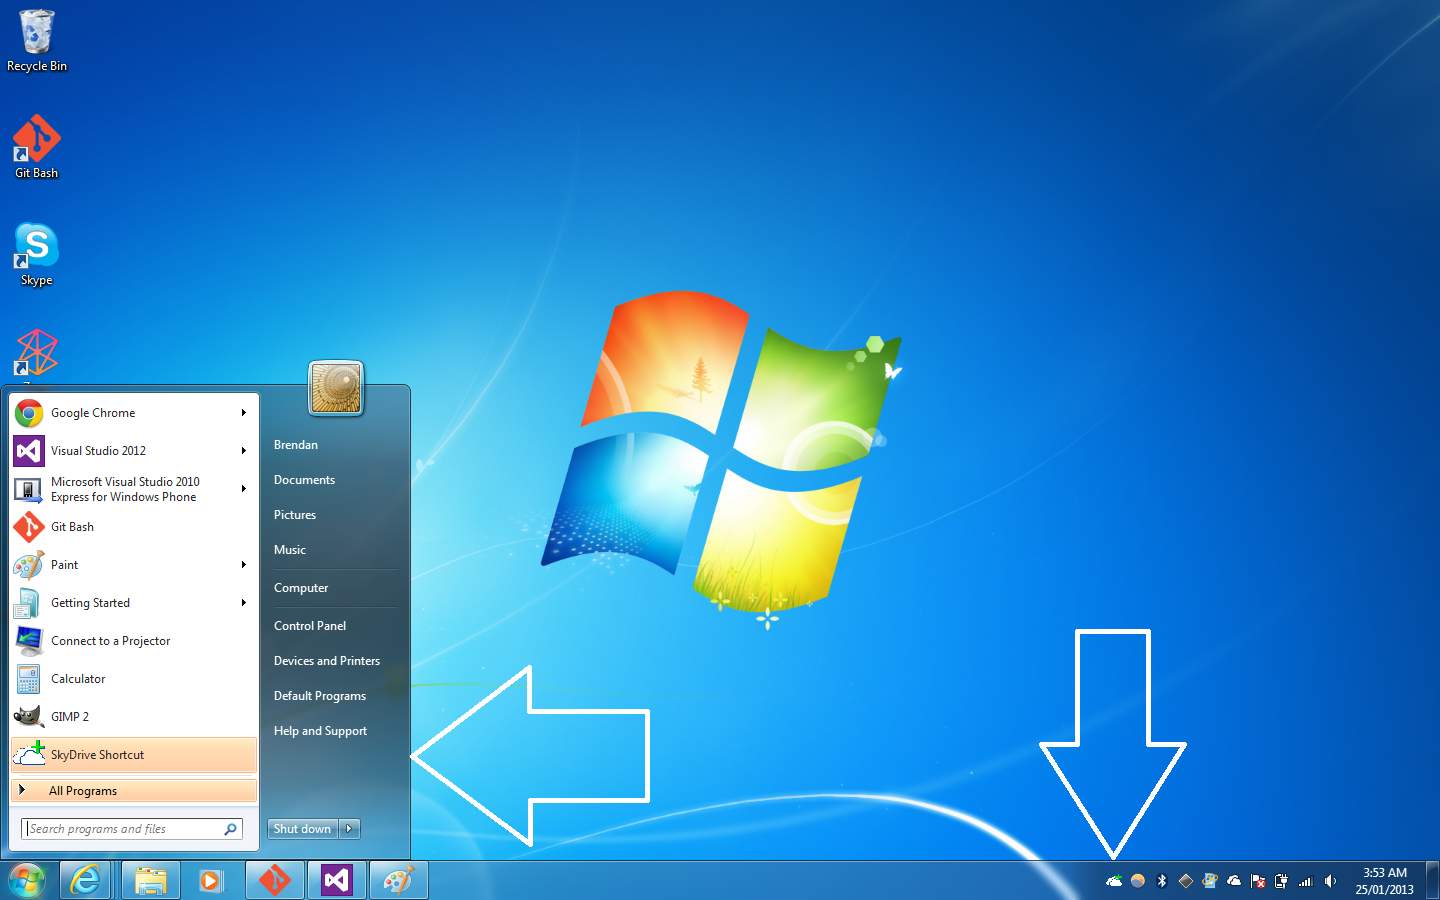 Recycle Bin
Git Bash
S
Skype
Google Chrome
Visual Studio 2012
Microsoft Visual Studio 2010
Express for Windows Phone
Git Bash
Paint
Getting Started
Connect to a Projector
Calculator
GIMP 2
SkyDrive Shortcut
All Programs
Search programs and files
Brendan
Documents
Pictures
Music
Computer
Control Panel
Devices and Printers
Default Programs
Help and Support
Shut down
3:53 AM
25/01/2013